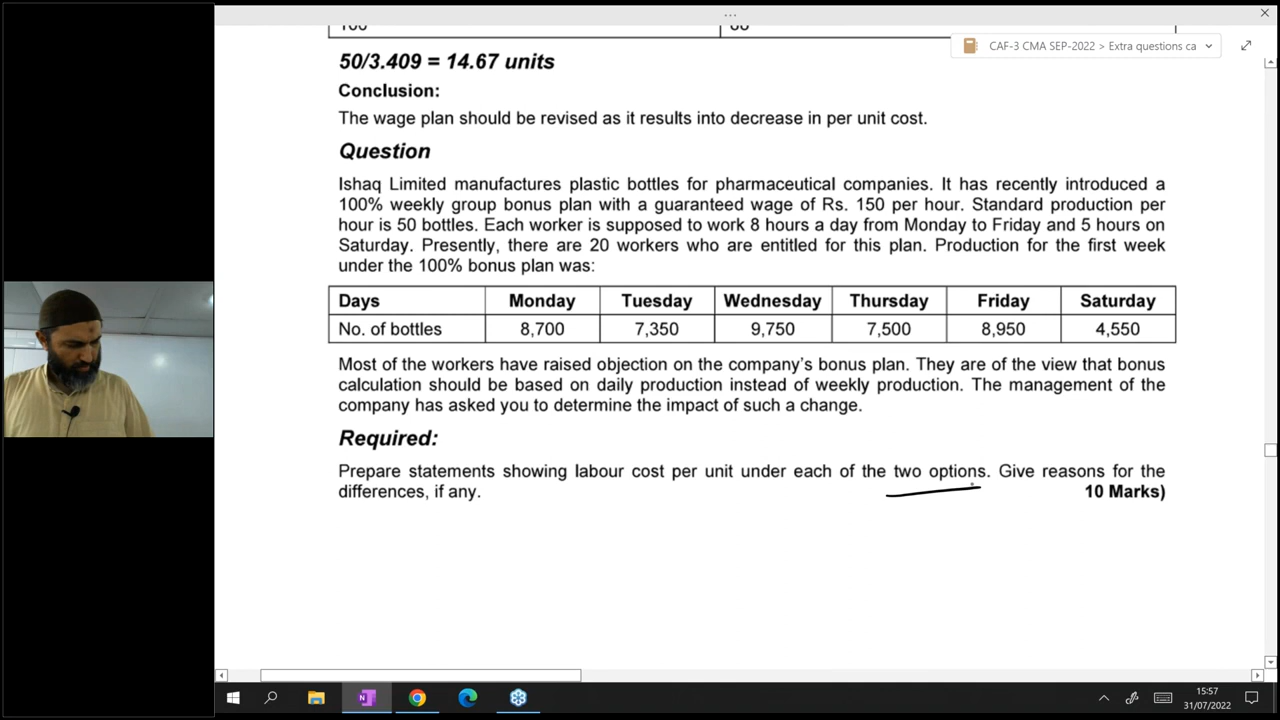 ...
CAF-3 CMA SEP-2022 > Extra questions ca
50/3.409 = 14.67 units
Conclusion:
The wage plan should be revised as it results into decrease in per unit cost.
Question
Ishaq Limited manufactures plastic bottles for pharmaceutical companies. It has recently introduced a
100% weekly group bonus plan with a guaranteed wage of Rs. 150 per hour. Standard production per
hour is 50 bottles. Each worker is supposed to work 8 hours a day from Monday to Friday and 5 hours on
Saturday. Presently, there are 20 workers who are entitled for this plan. Production for the first week
under the 100% bonus plan was:
Days Monday Tuesday Wednesday Thursday Friday Saturday
No. of bottles 8,700 7,350 9,750 7,500 8,950 4,550
Most of the workers have raised objection on the company's bonus plan. They are of the view that bonus
calculation should be based on daily production instead of weekly production. The management of the
company has asked you to determine the impact of such a change.
Required:
Prepare statements showing labour cost per unit under each of the two options. Give reasons for the
differences, if any. 10 Marks)
15:57
31/07/2022